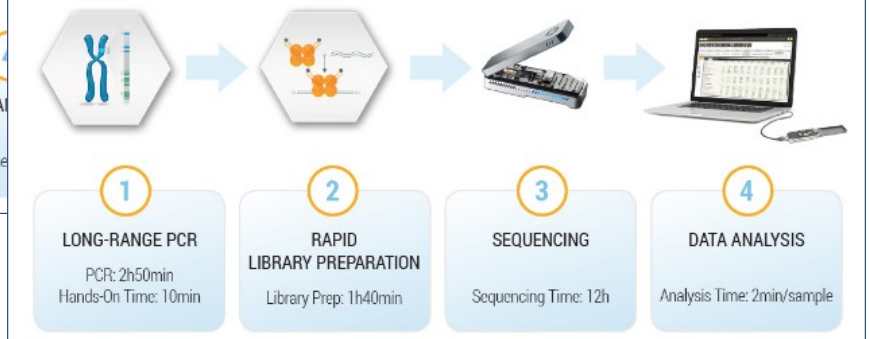 1
LONG-RANGE PCR
PCR: 2h50min
Hands-On Time: 10min
2
RAPID
LIBRARY PREPARATION
Library Prep: 1h40min
3
SEQUENCING
Sequencing Time: 12h
4
DATA ANALYSIS
Analysis Time: 2min/sample